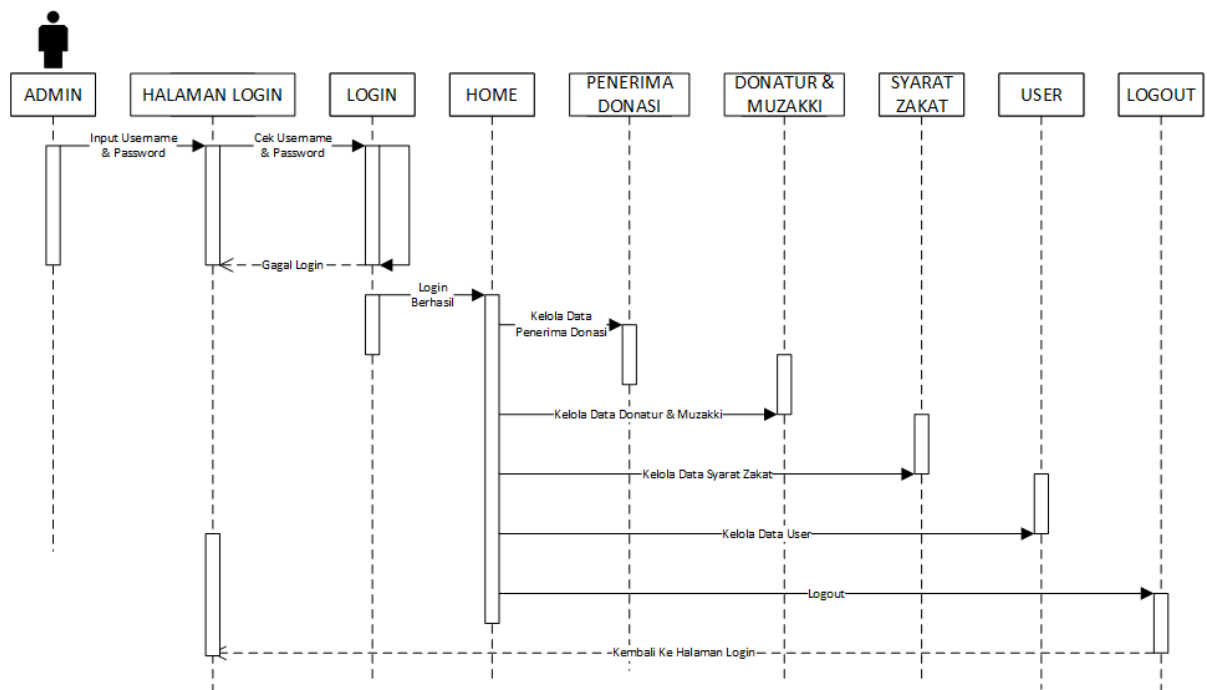 ADMIN
HALAMAN LOGIN
LOGIN
HOME
PENERIMA
DONASI
DONATUR &
MUZAKKI
SYARAT
ZAKAT
USER
LOGOUT
Input Username
& Password
Cek Username
& Password
Gagal Login
Login
Berhasil
Kelola Data
Penerima Donasi
Kelola Data Donatur & Muzakki
Kelola Data Syarat Zakat
Kelola Data User
Logout
Kembali Ke Halaman Login